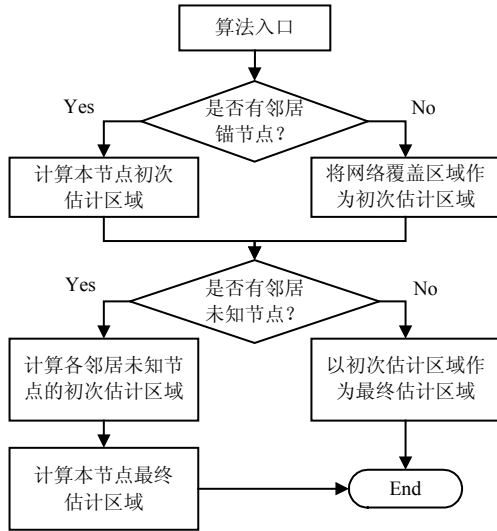 算法入口
是否有邻居
锚节点？
Yes
No
计算本节点初次
估计区域
将网络覆盖区域作
为初次估计区域
是否有邻居
未知节点？
Yes
No
计算各邻居未知节
点的初次估计区域
以初次估计区域作
为最终估计区域
计算本节点最终
估计区域
End